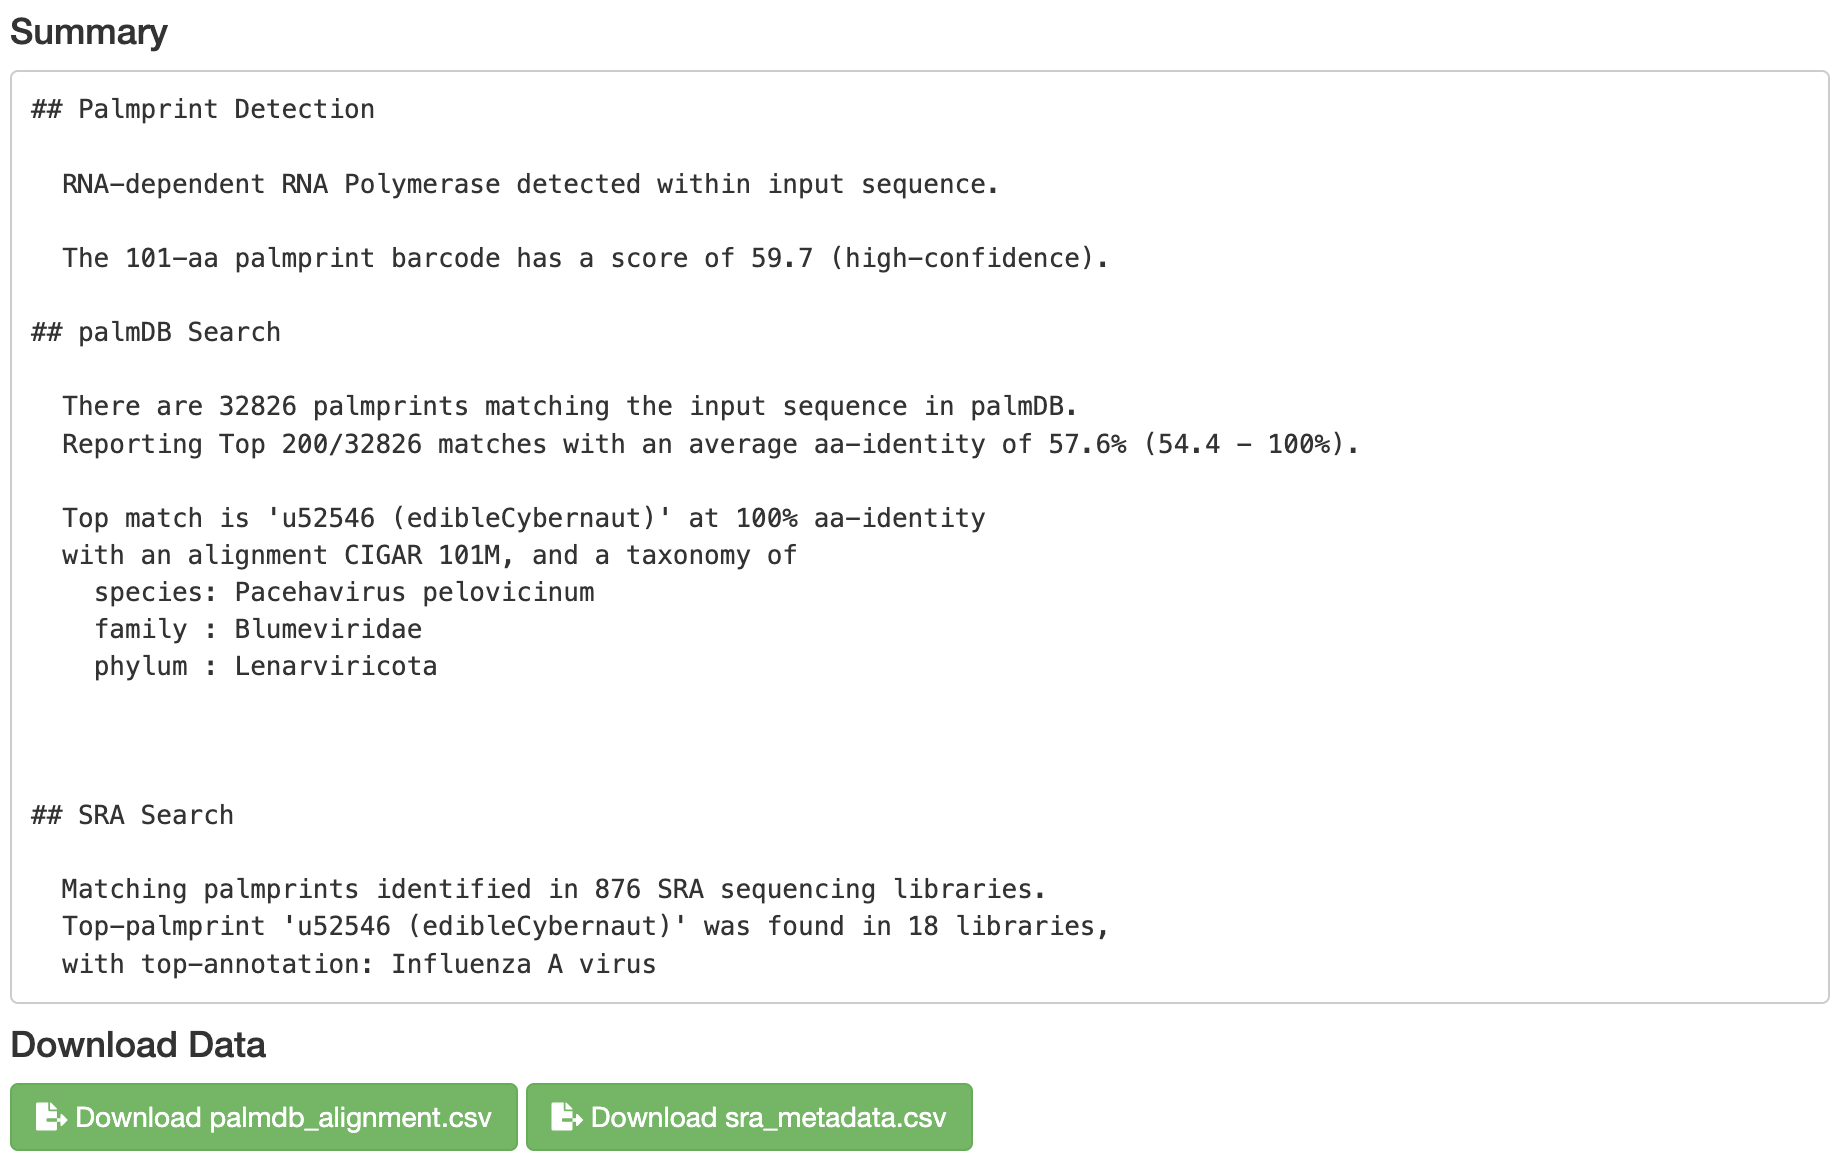 Summary
## Palmprint Detection
RNA-dependent RNA Polymerase detected within input sequence.
The 101-aa palmprint barcode has a score of 59.7 (high-confidence).
## palmDB Search
There are 32826 palmprints matching the input sequence in palmDB.
Reporting Top 200/32826 matches with an average aa-identity of 57.6% (54.4 - 100%).
Top match is 'u52546 (edibleCybernaut)' at 100% aa-identity
with an alignment CIGAR 101M, and a taxonomy of
species: Pacehavirus pelovicinum
family : Blumeviridae
phylum : Lenarviricota
## SRA Search
Matching palmprints identified in 876 SRA sequencing libraries.
Top-palmprint 'u52546 (edibleCybernaut)' was found in 18 libraries,
with top-annotation: Influenza A virus
Download Data
Download palmdb_alignment.csv Download sra_metadata.csv